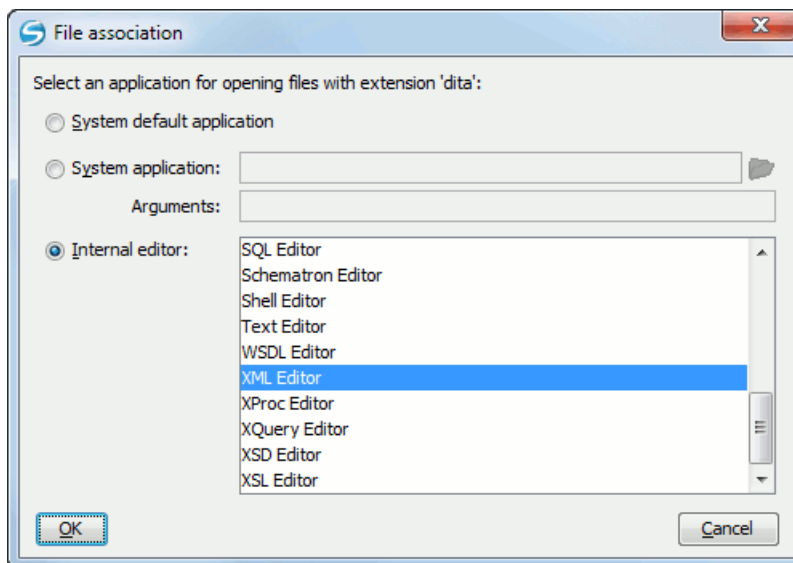 File association
Select an application for opening files with extension 'dita':
System default application
System application:
Arguments:
Internal editor:
SQL Editor
Schematron Editor
Shell Editor
Text Editor
WSDL Editor
XML Editor
XProc Editor
XQuery Editor
XSD Editor
XSL Editor
OK Cancel